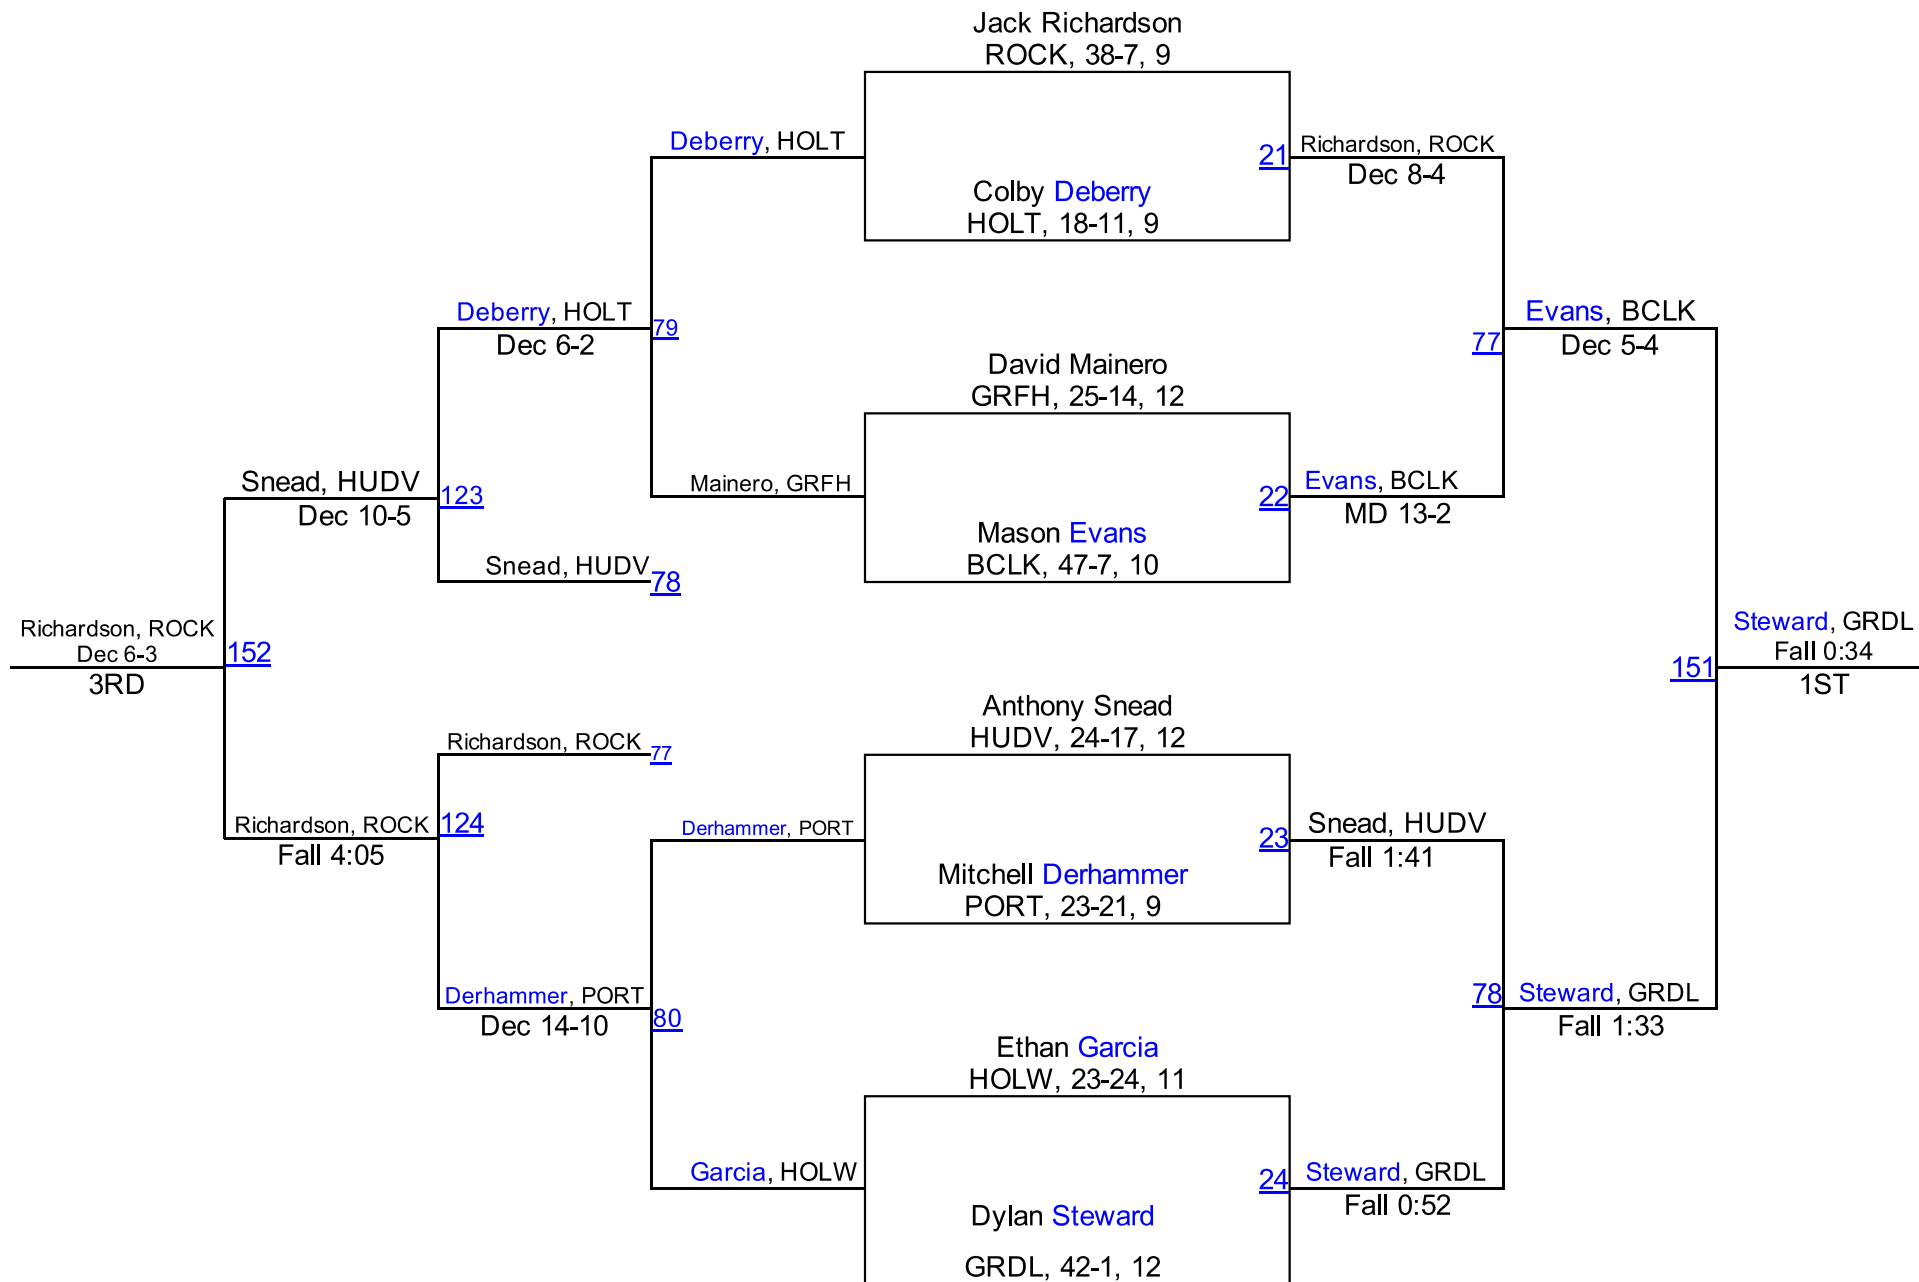 Jack Richardson
ROCK, 38-7, 9
Deberry, HOLT
21
Richardson, ROCK
Dec 8-4
Colby Deberry
HOLT, 18-11, 9
Deberry, HOLT
Dec 6-2
79
77
Evans, BCLK
Dec 5-4
David Mainero
GRFH, 25-14, 12
Snead, HUDV
Dec 10-5
123
Mainero, GRFH
22
Evans, BCLK
MD 13-2
Mason Evans
BCLK, 47-7, 10
Snead, HUDV
78
Richardson, ROCK
Dec 6-3
3RD
152
151
Steward, GRDL
Fall 0:34
1ST
Anthony Snead
HUDV, 24-17, 12
Richardson, ROCK
77
Richardson, ROCK
Fall 4:05
124
Derhammer, PORT
23
Snead, HUDV
Fall 1:41
Mitchell Derhammer
PORT, 23-21, 9
Derhammer, PORT
Dec 14-10
80
78
Steward, GRDL
Fall 1:33
Ethan Garcia
HOLW, 23-24, 11
Garcia, HOLW
24
Steward, GRDL
Fall 0:52
Dylan Steward
GRDL, 42-1, 12